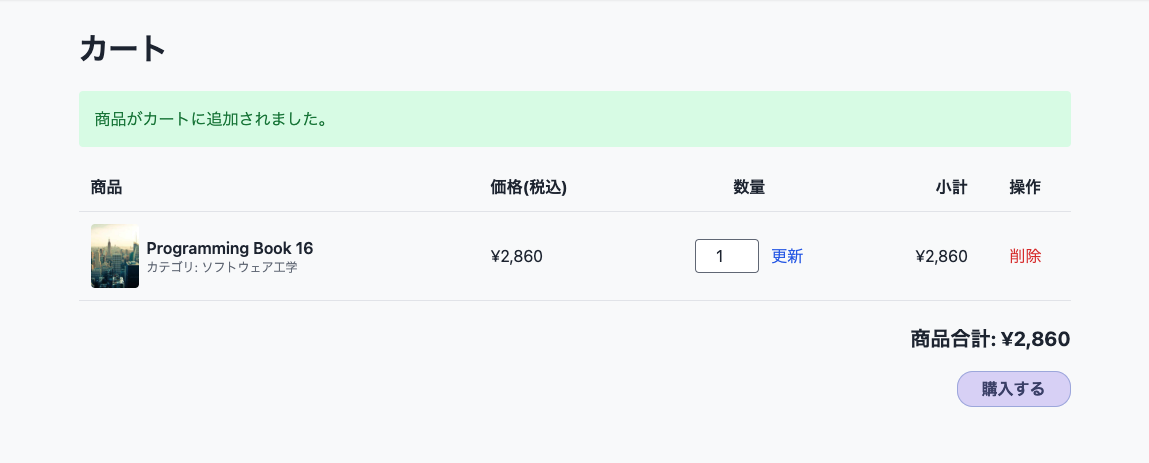 カート
商品がカートに追加されました。
商品 価格(税込) 数量 小計 操作
Programming Book 16
カテゴリ: ソフトウェア工学
¥2,860 1 更新 ¥2,860 削除
商品合計: ¥2,860
購入する